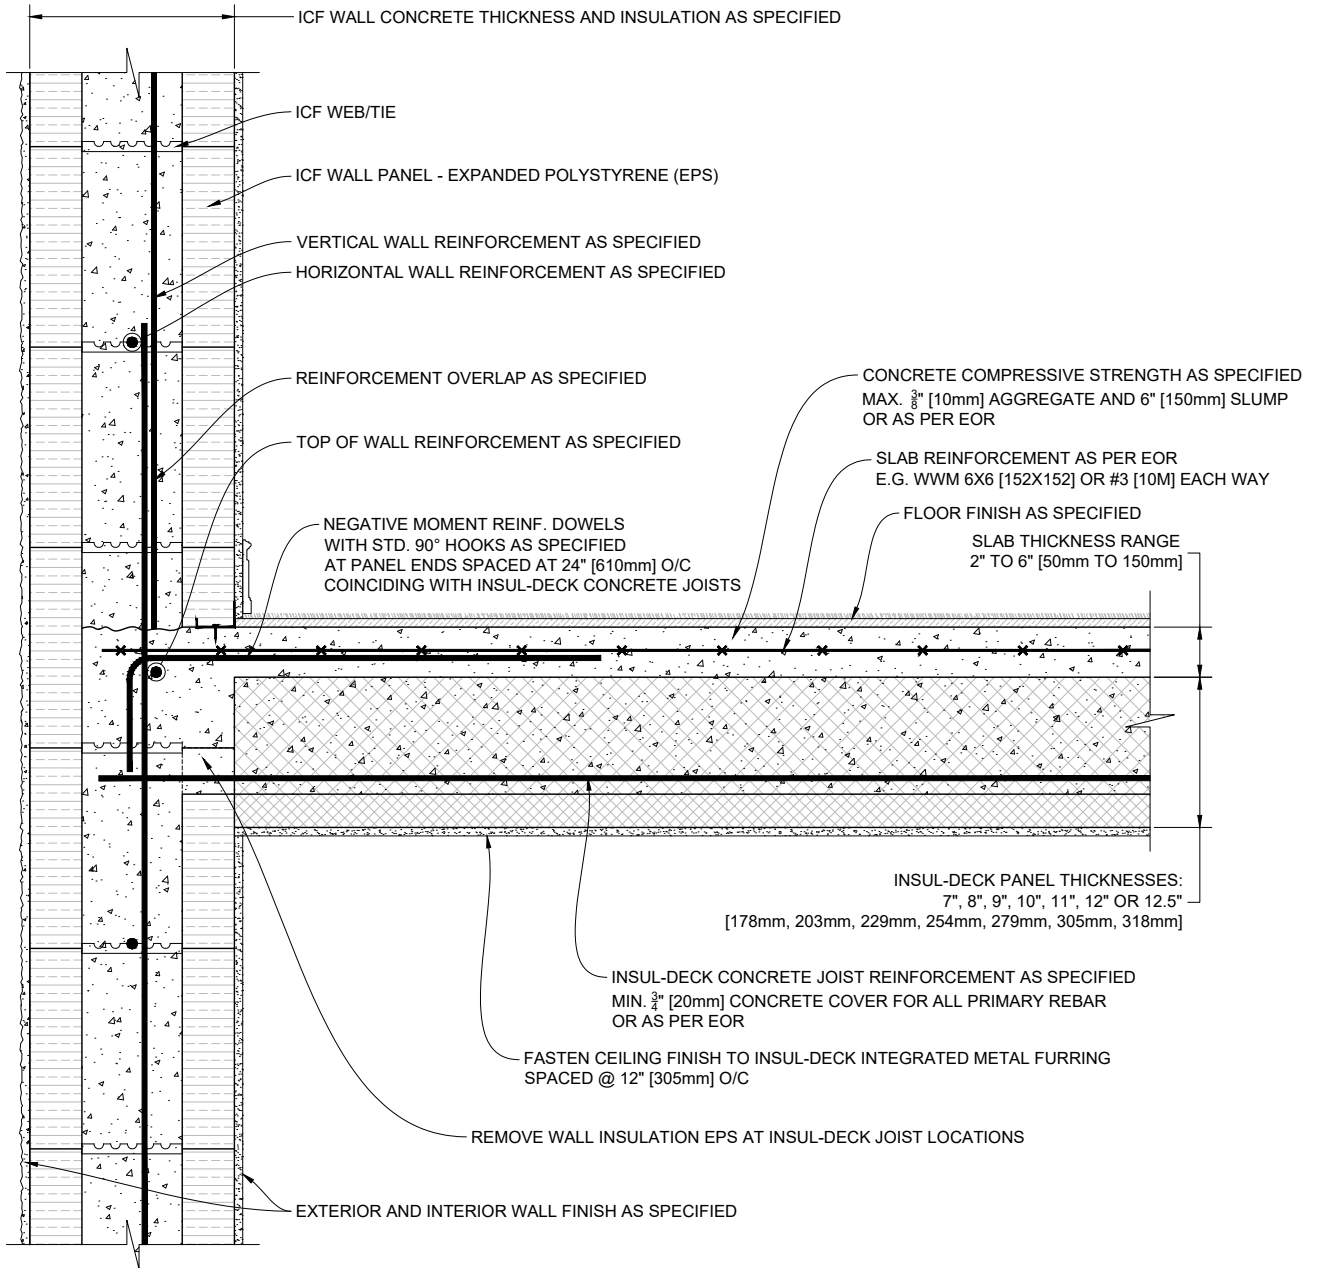 ICF WALL CONCRETE THICKNESS AND INSULATION AS SPECIFIED
ICF WEB/TIE
ICF WALL PANEL - EXPANDED POLYSTYRENE (EPS)
VERTICAL WALL REINFORCEMENT AS SPECIFIED
HORIZONTAL WALL REINFORCEMENT AS SPECIFIED
REINFORCEMENT OVERLAP AS SPECIFIED
TOP OF WALL REINFORCEMENT AS SPECIFIED
NEGATIVE MOMENT REINF. DOWELS
WITH STD. 90° HOOKS AS SPECIFIED
AT PANEL ENDS SPACED AT 24" [610mm] O/C
COINCIDING WITH INSUL-DECK CONCRETE JOISTS
CONCRETE COMPRESSIVE STRENGTH AS SPECIFIED
MAX. 3/8" [10mm] AGGREGATE AND 6" [150mm] SLUMP
OR AS PER EOR
SLAB REINFORCEMENT AS PER EOR
E.G. WWM 6X6 [152X152] OR #3 [10M] EACH WAY
FLOOR FINISH AS SPECIFIED
SLAB THICKNESS RANGE
2" TO 6" [50mm TO 150mm]
INSUL-DECK PANEL THICKNESSES:
7", 8", 9", 10", 11", 12" OR 12.5"
[178mm, 203mm, 229mm, 254mm, 279mm, 305mm, 318mm]
INSUL-DECK CONCRETE JOIST REINFORCEMENT AS SPECIFIED
MIN. 3/4" [20mm] CONCRETE COVER FOR ALL PRIMARY REBAR
OR AS PER EOR
FASTEN CEILING FINISH TO INSUL-DECK INTEGRATED METAL FURRING
SPACED @ 12" [305mm] O/C
REMOVE WALL INSULATION EPS AT INSUL-DECK JOIST LOCATIONS
EXTERIOR AND INTERIOR WALL FINISH AS SPECIFIED